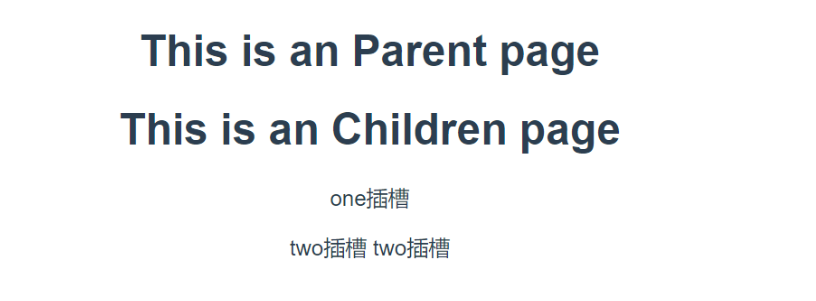 This is an Parent page
This is an Children page
one插槽
two插槽 two插槽